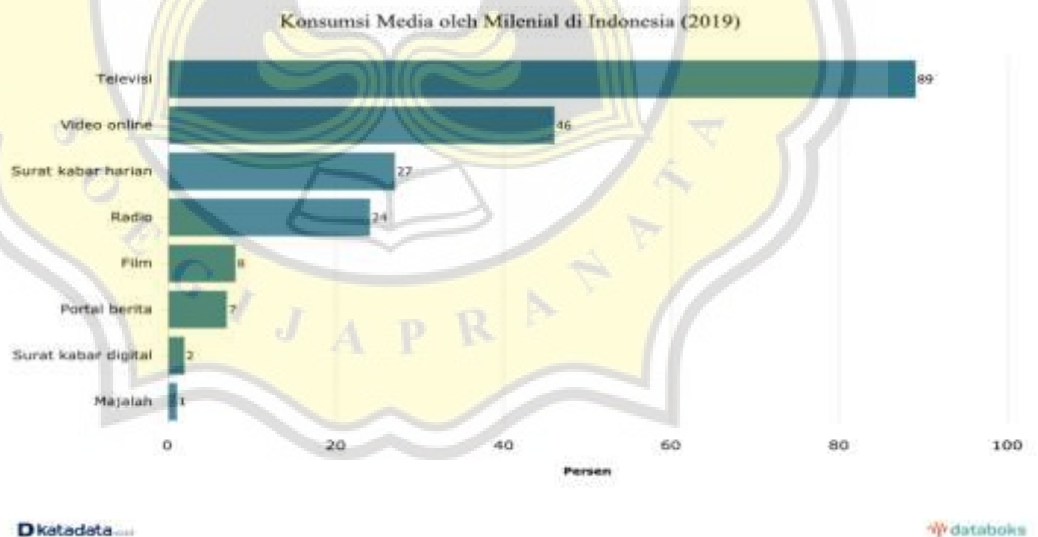 Konsumsi Media oleh Milenial di Indonesia (2019)
Televisi 89
Video online 46
Surat kabar harian 27
Radio 24
Film 8
Portal berita 7
Surat kabar digital 2
Majalah 1
0 20 40 60 80 100
Persen
SOEGIJAPRANATA
katadata
databoks